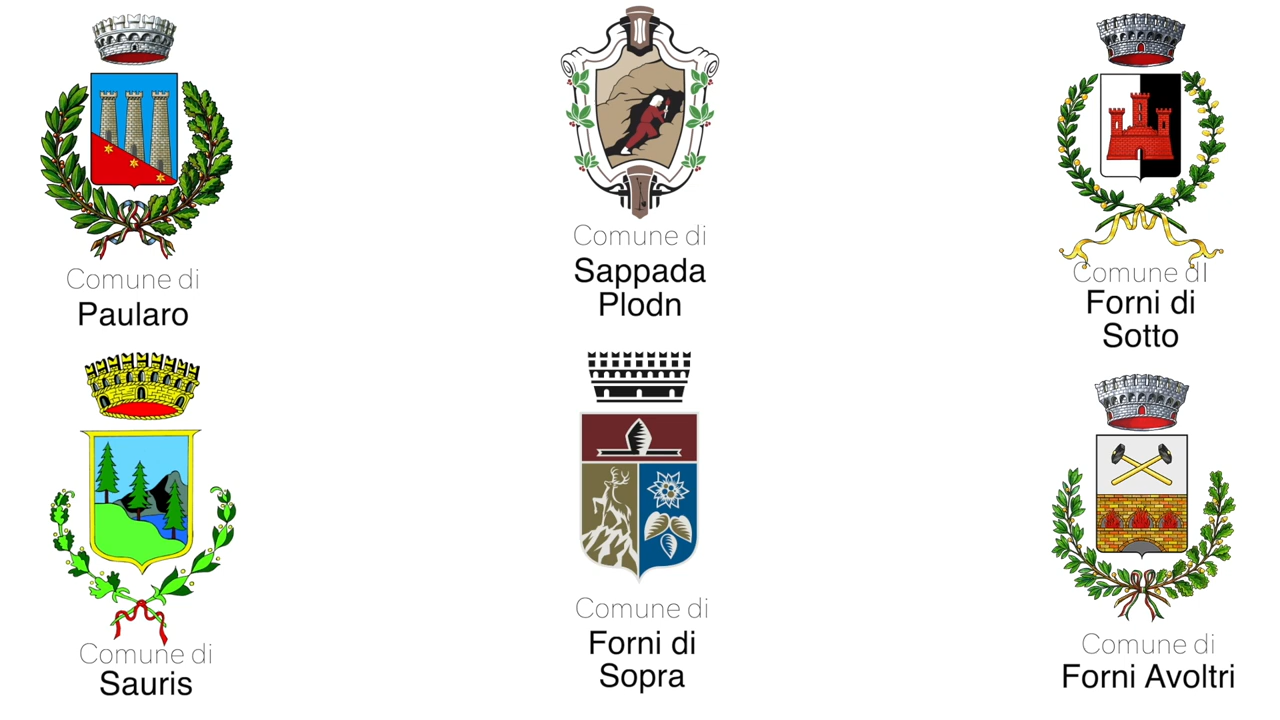 Comune di
Paularo
Comune di
Sappada
Plodn
Comune di
Forni di
Sotto
Comune di
Sauris
Comune di
Forni di
Sopra
Comune di
Forni Avoltri